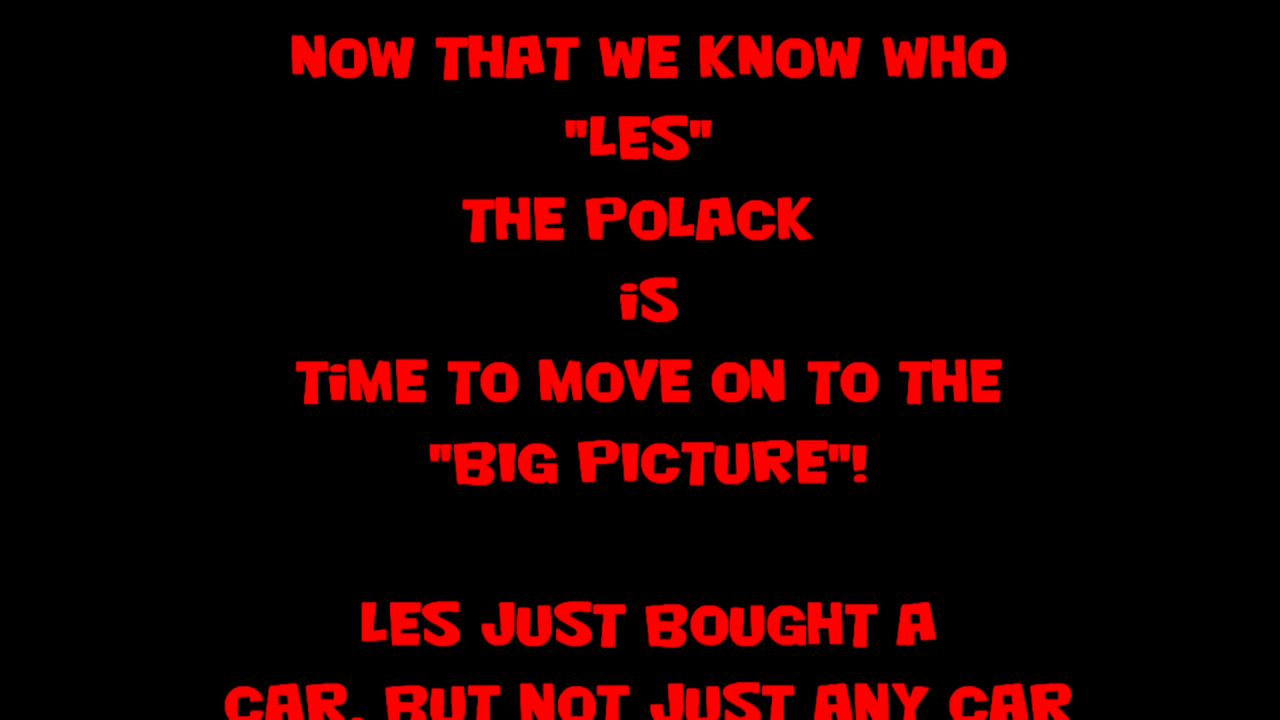 NOW THAT WE KNOW WHO
"LES"
THE POLACK
iS
TiME TO MOVE ON TO THE
"BIG PICTURE"!
LES JUST BOUGHT A
CAR, BUT NOT JUST ANY CAR